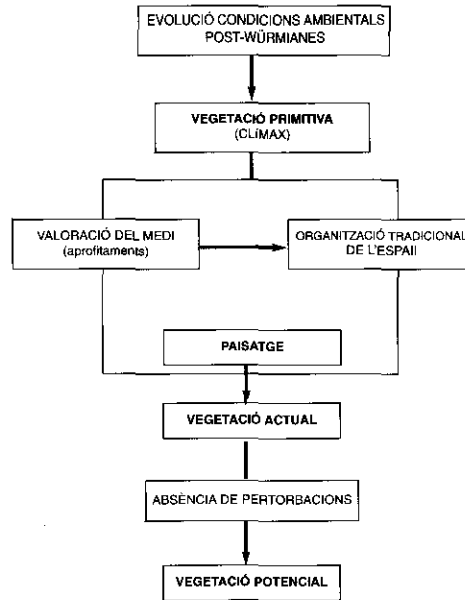 EVOLUCIÓ CONDICIONS AMBIENTALS
POST-WÜRMIANES
VEGETACIÓ PRIMITIVA
(CLÍMAX)
VALORACIÓ DEL MEDI
(aprofitaments)
ORGANITZACIÓ TRADICIONAL
DE L'ESPAII
PAISATGE
VEGETACIÓ ACTUAL
ABSÈNCIA DE PERTORBACIONS
VEGETACIÓ POTENCIAL